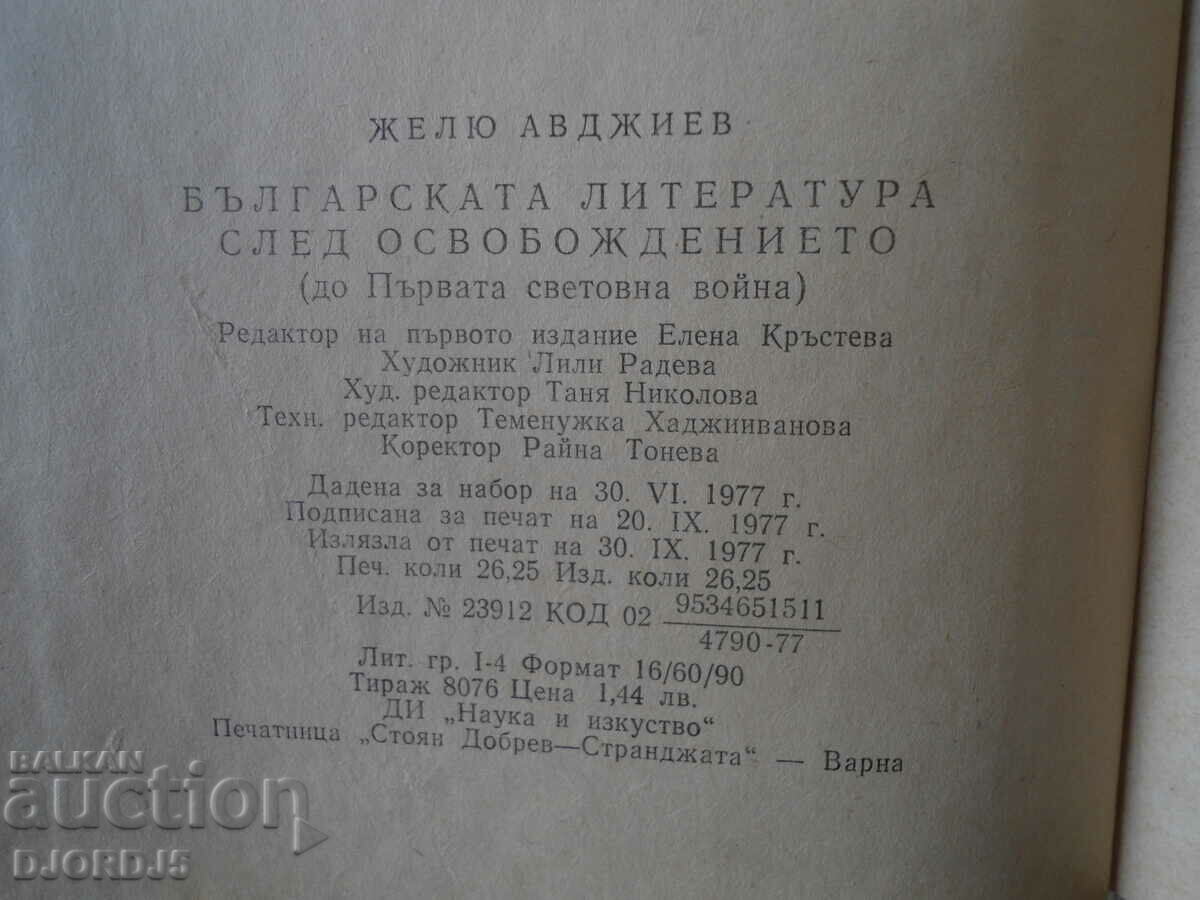 ЖЕЛЮ АВДЖИЕВ
БЪЛГАРСКАТА ЛИТЕРАТУРА
СЛЕД ОСВОБОЖДЕНИЕТО
(до Първата световна война)
Редактор на първото издание Елена Кръстева
Художник Лили Радева
Худ. редактор Таня Николова
Техн. редактор Теменужка Хаджииванова
Коректор Райна Тонева
Дадена за набор на 30. VI. 1977 г.
Подписана за печат на 20. IX. 1977 г.
Излязла от печат на 30. IX. 1977 г.
Печ. коли 26,25 Изд. коли 26,25
Изд. № 23912 КОД 02 9534651511
4790-77
Лит. гр. I-4 Формат 16/60/90
Тираж 8076 Цена 1,44 лв.
ДИ „Наука и изкуство“
Печатница „Стоян Добрев—Странджата“ — Варна
BALKAN
auction
DJORDJ5